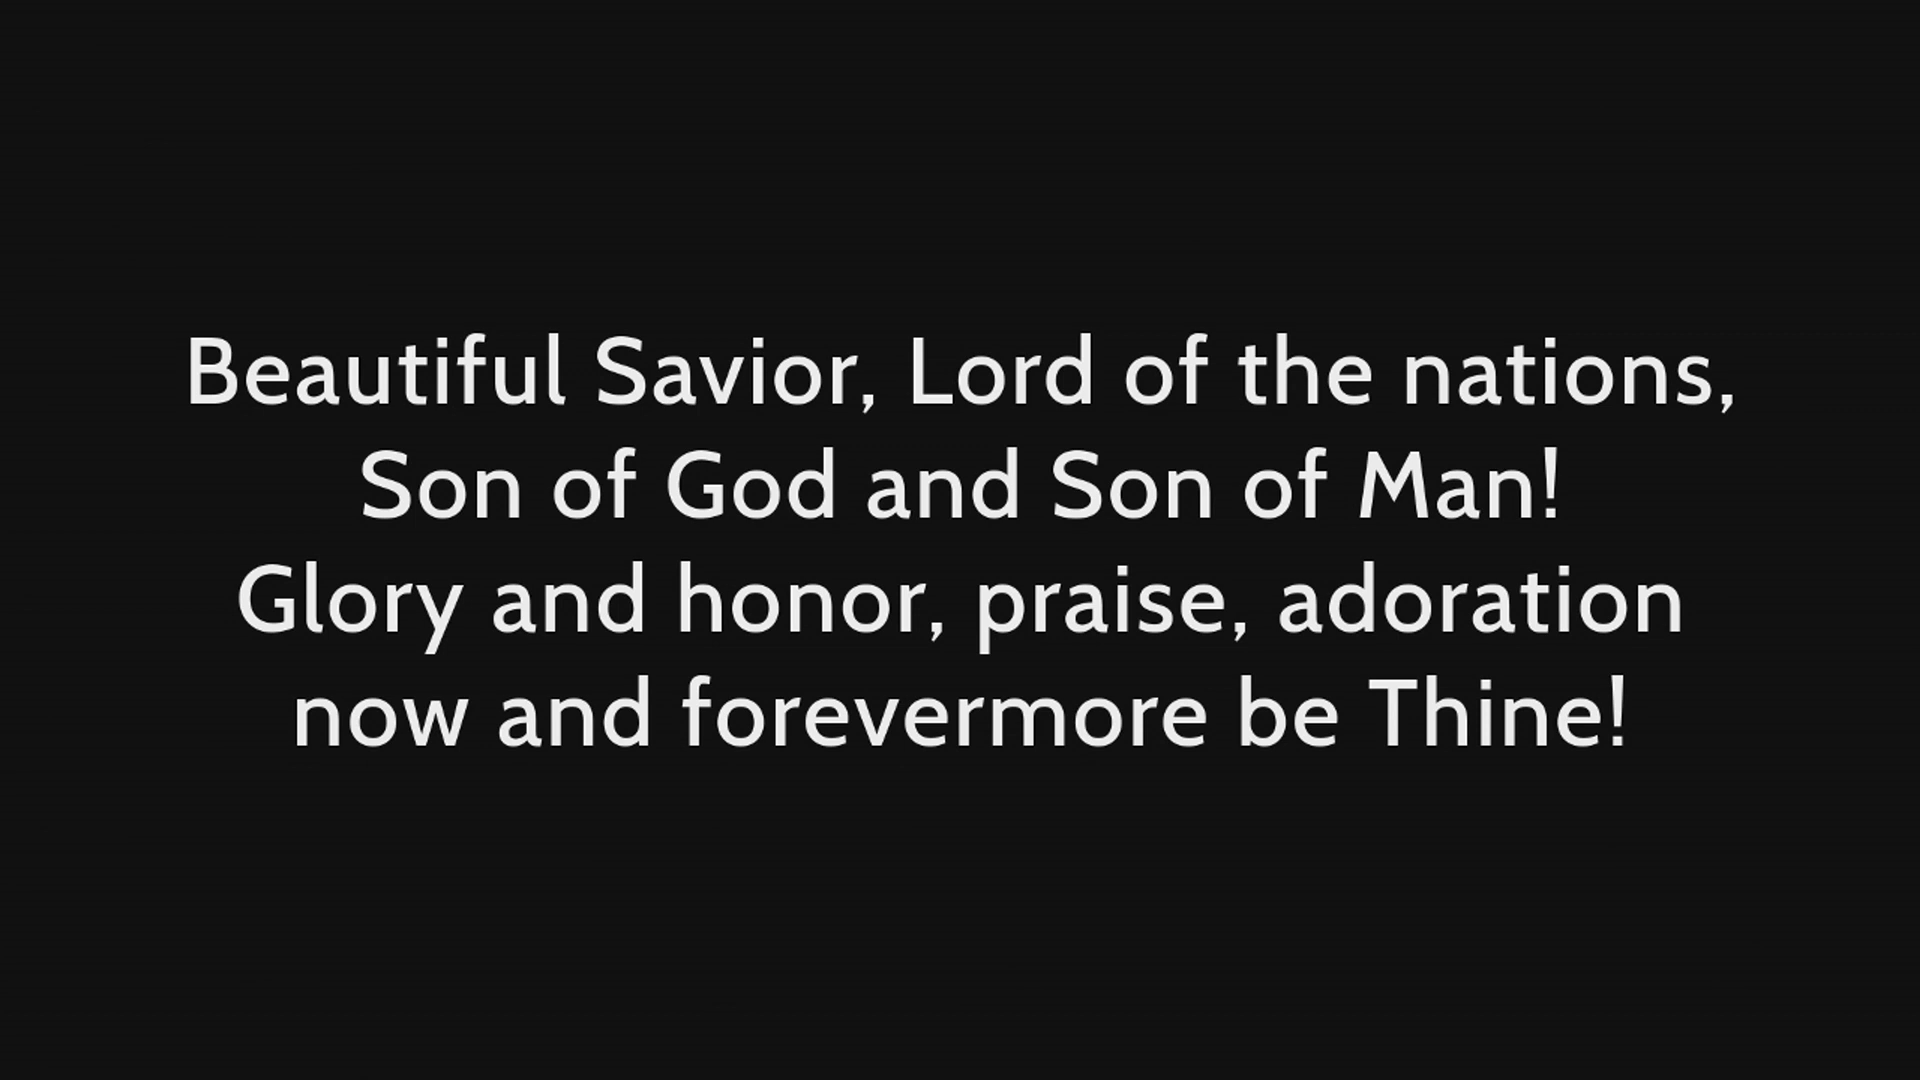 Beautiful Savior, Lord of the nations,
Son of God and Son of Man!
Glory and honor, praise, adoration
now and forevermore be Thine!